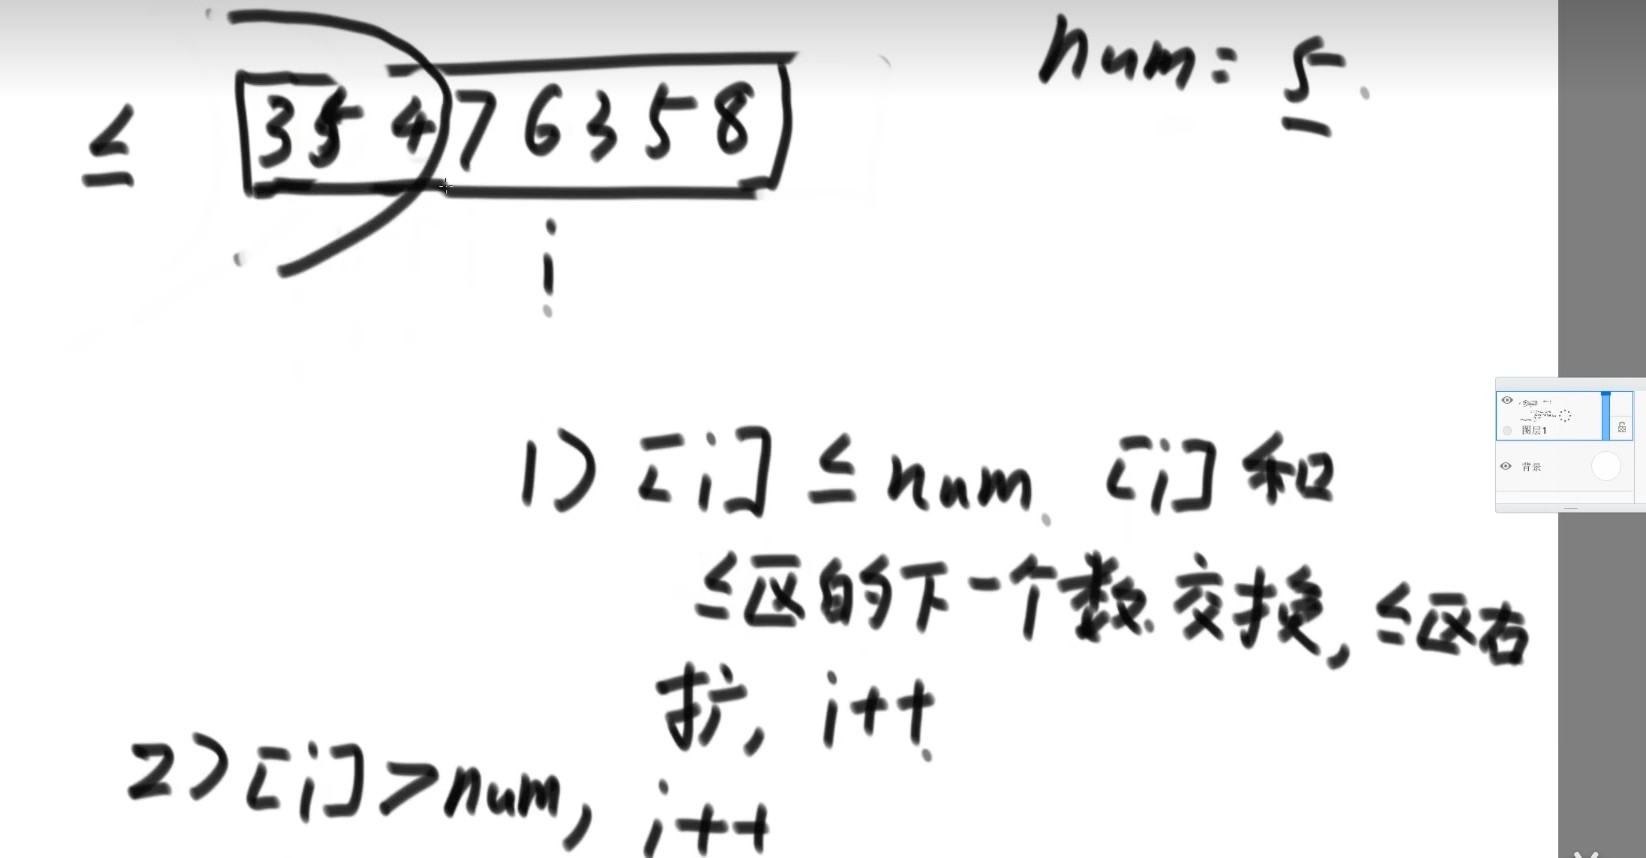 num = 5
≤ 3 5 4 7 6 3 5 8
i
1) [i] ≤ num, [i] 和
≤区的下一个数交换, ≤区右
扩, i++
2) [i] > num, i++
图层1
背景